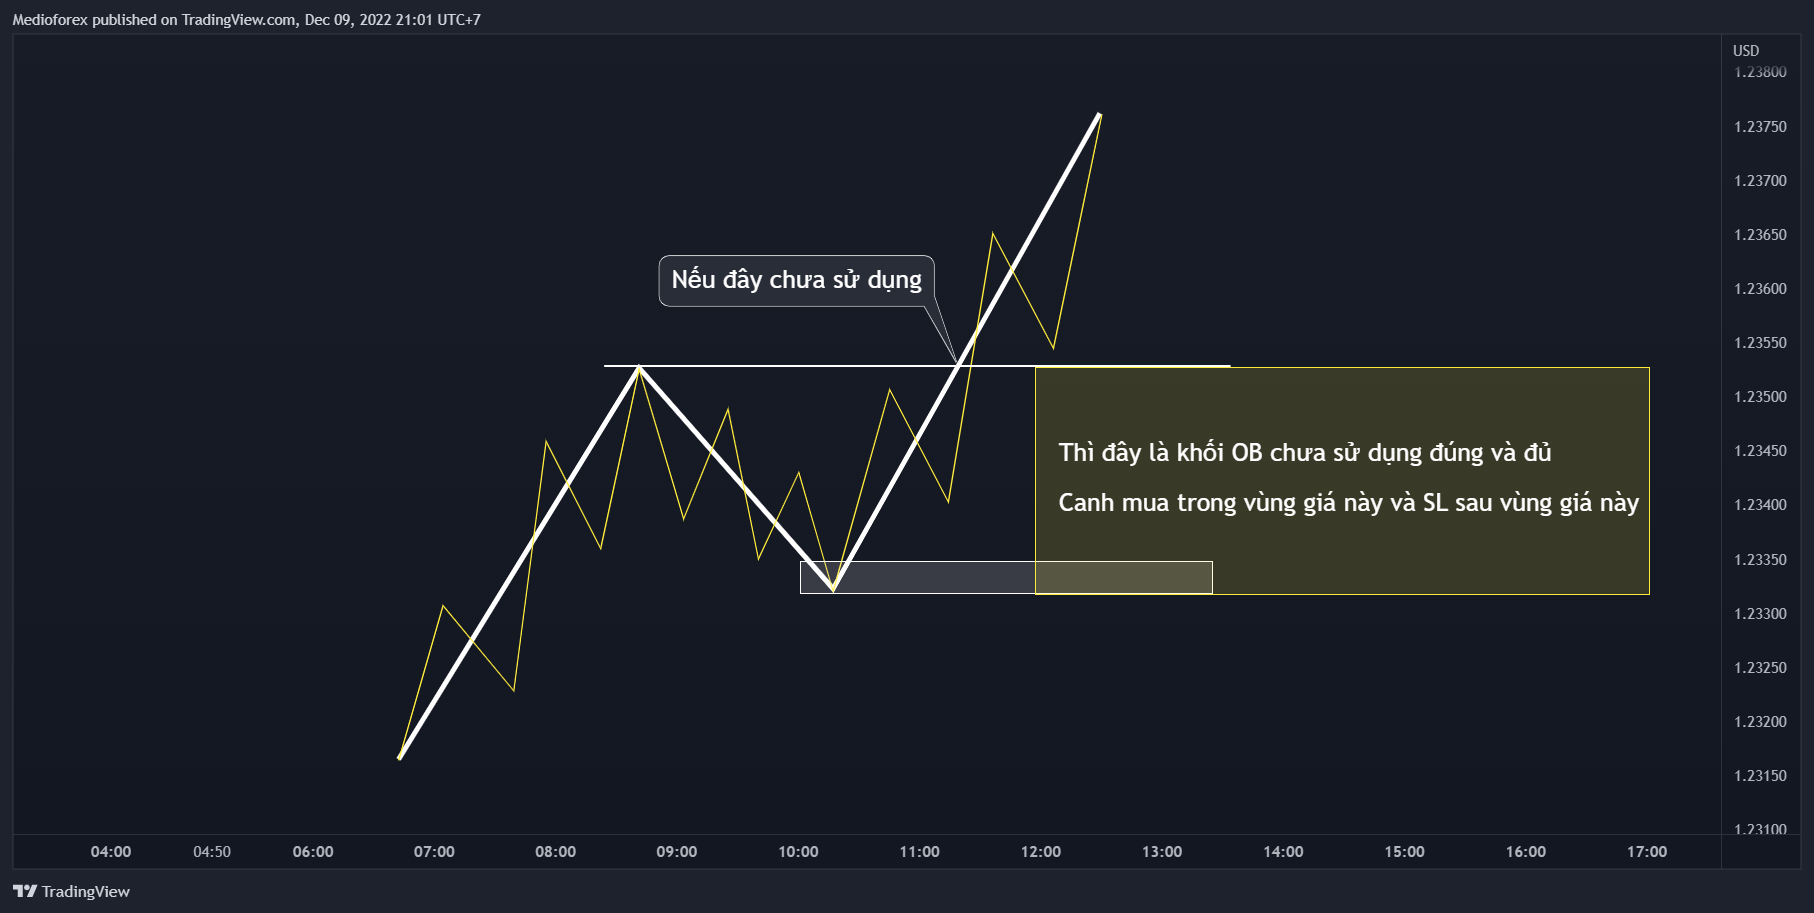 Medioforex published on TradingView.com, Dec 09, 2022 21:01 UTC+7
USD
1.23800
1.23750
1.23700
1.23650
1.23600
1.23550
1.23500
1.23450
1.23400
1.23350
1.23300
1.23250
1.23200
1.23150
1.23100
Nếu đây chưa sử dụng
Thì đây là khối OB chưa sử dụng đúng và đủ
Canh mua trong vùng giá này và SL sau vùng giá này
04:00 04:50 06:00 07:00 08:00 09:00 10:00 11:00 12:00 13:00 14:00 15:00 16:00 17:00
TradingView